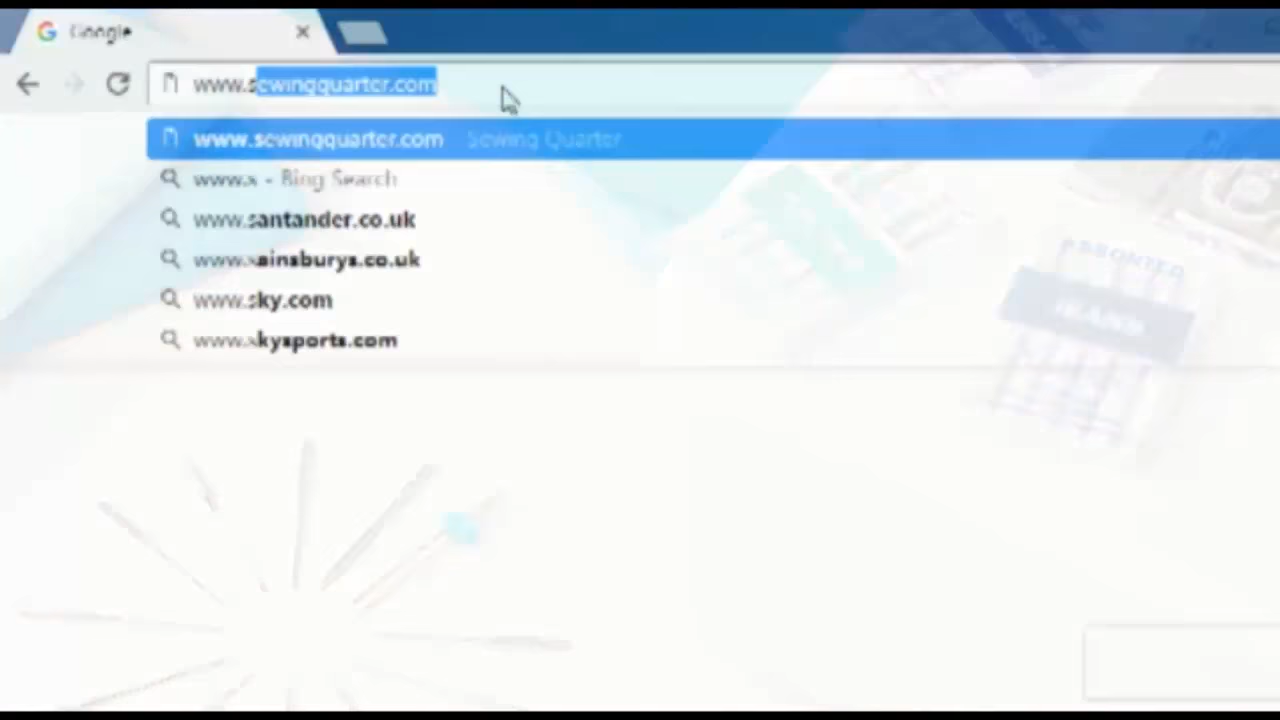 Google
www.sewingquarter.com
www.sewingquarter.com Sewing Quarter
www.s - Bing Search
www.santander.co.uk
www.sainsburys.co.uk
www.sky.com
www.skysports.com
JEANS